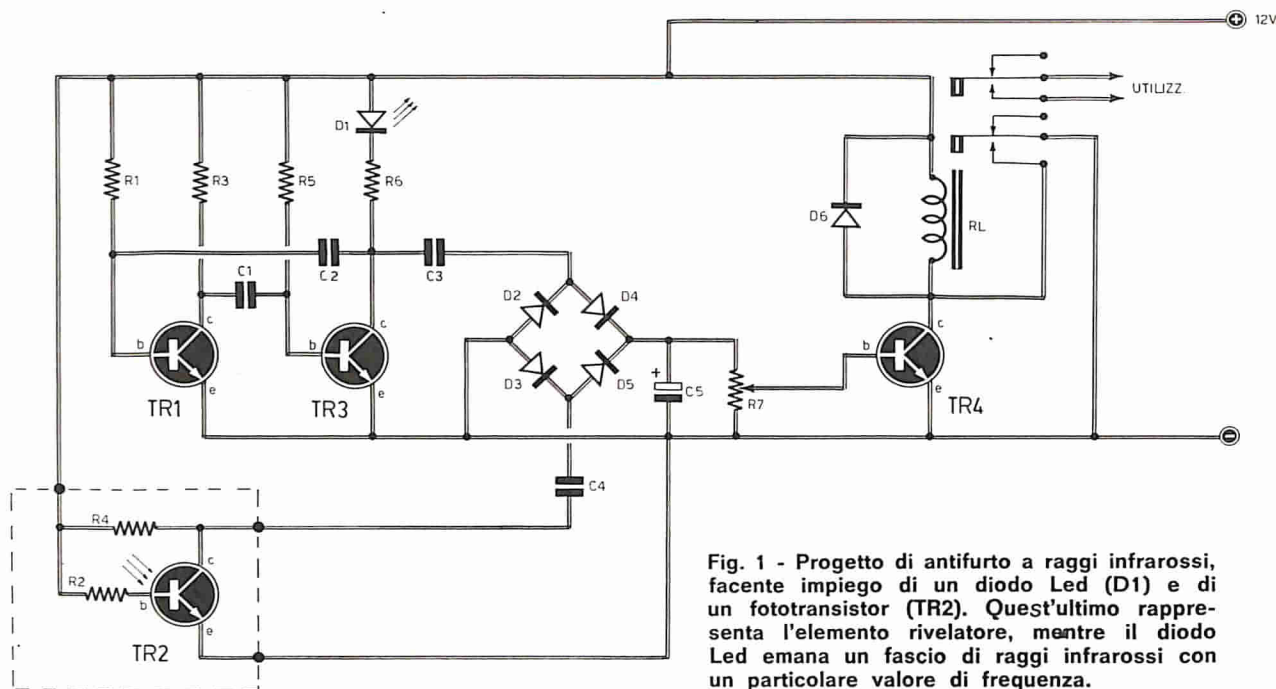 12V
UTILIZZ.
D1
R1
R3
R5
R6
D6
RL
C2
C3
C1
D2
D4
c
c
c
b
b
b
D3
D5
+
C5
R7
e
e
e
TR1
TR3
TR4
C4
R4
c
R2
b
e
TR2
Fig. 1 - Progetto di antifurto a raggi infrarossi,
facente impiego di un diodo Led (D1) e di
un fototransistor (TR2). Quest'ultimo rappre-
senta l'elemento rivelatore, mentre il diodo
Led emana un fascio di raggi infrarossi con
un particolare valore di frequenza.